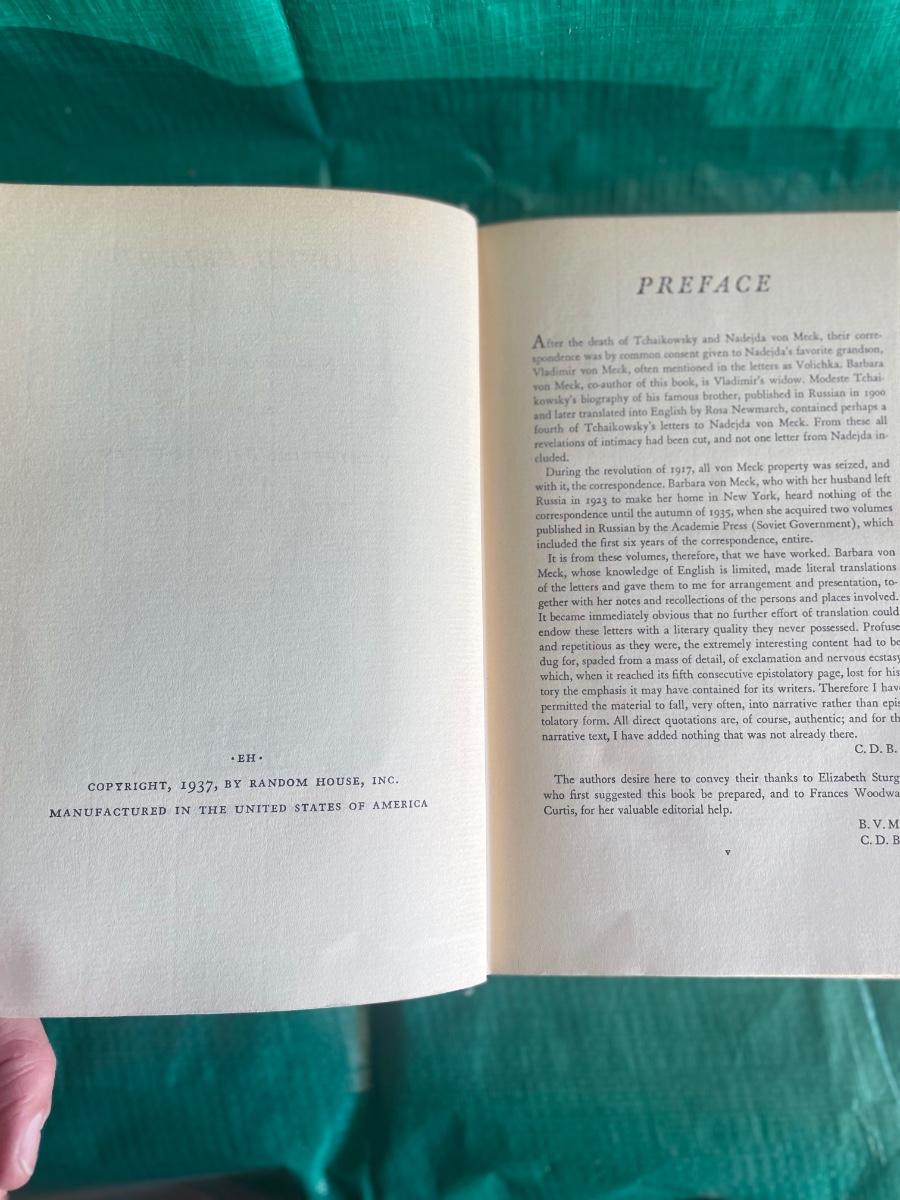 ·EH·
COPYRIGHT, 1937, BY RANDOM HOUSE, INC.
MANUFACTURED IN THE UNITED STATES OF AMERICA
PREFACE
After the death of Tchaikowsky and Nadejda von Meck, their corre-
spondence was by common consent given to Nadejda's favorite grandson,
Vladimir von Meck, often mentioned in the letters as Volichka. Barbara
von Meck, co-author of this book, is Vladimir's widow. Modeste Tchai-
kowsky's biography of his famous brother, published in Russian in 1900
and later translated into English by Rosa Newmarch, contained perhaps a
fourth of Tchaikowsky's letters to Nadejda von Meck. From these all
revelations of intimacy had been cut, and not one letter from Nadejda in-
cluded.
During the revolution of 1917, all von Meck property was seized, and
with it, the correspondence. Barbara von Meck, who with her husband left
Russia in 1923 to make her home in New York, heard nothing of the
correspondence until the autumn of 1935, when she acquired two volumes
published in Russian by the Academie Press (Soviet Government), which
included the first six years of the correspondence, entire.
It is from these volumes, therefore, that we have worked. Barbara von
Meck, whose knowledge of English is limited, made literal translations
of the letters and gave them to me for arrangement and presentation, to-
gether with her notes and recollections of the persons and places involved.
It became immediately obvious that no further effort of translation could
endow these letters with a literary quality they never possessed. Profuse
and repetitious as they were, the extremely interesting content had to be
dug for, spaded from a mass of detail, of exclamation and nervous ecstasy
which, when it reached its fifth consecutive epistolatory page, lost for his
tory the emphasis it may have contained for its writers. Therefore I have
permitted the material to fall, very often, into narrative rather than epis
tolatory form. All direct quotations are, of course, authentic; and for th
narrative text, I have added nothing that was not already there.
C. D. B.
The authors desire here to convey their thanks to Elizabeth Sturg
who first suggested this book be prepared, and to Frances Woodwa
Curtis, for her valuable editorial help.
B. V. M
C. D. B
v